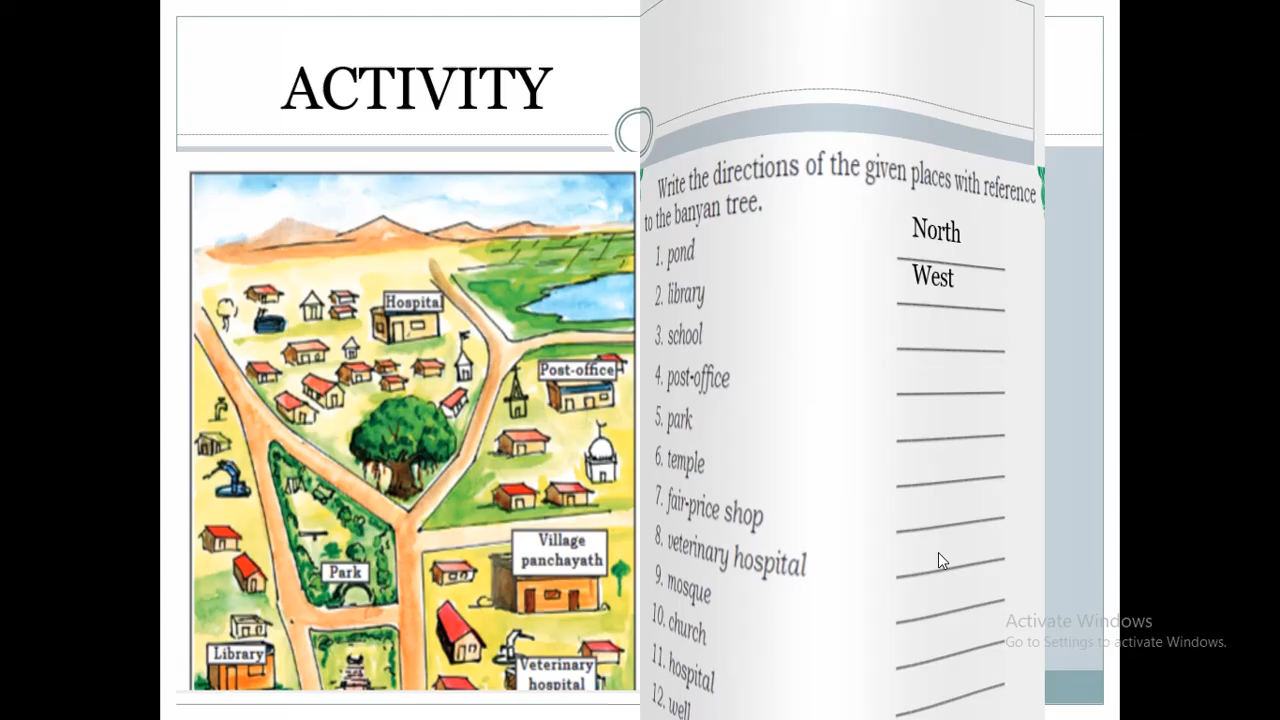 ACTIVITY
Hospital
Post-office
Village
panchayath
Park
Library
Veterinary
hospital
Write the directions of the given places with reference
to the banyan tree.
1. pond
North
2. library
West
3. school
4. post-office
5. park
6. temple
7. fair-price shop
8. veterinary hospital
9. mosque
10. church
11. hospital
12. well
Activate Windows
Go to Settings to activate Windows.